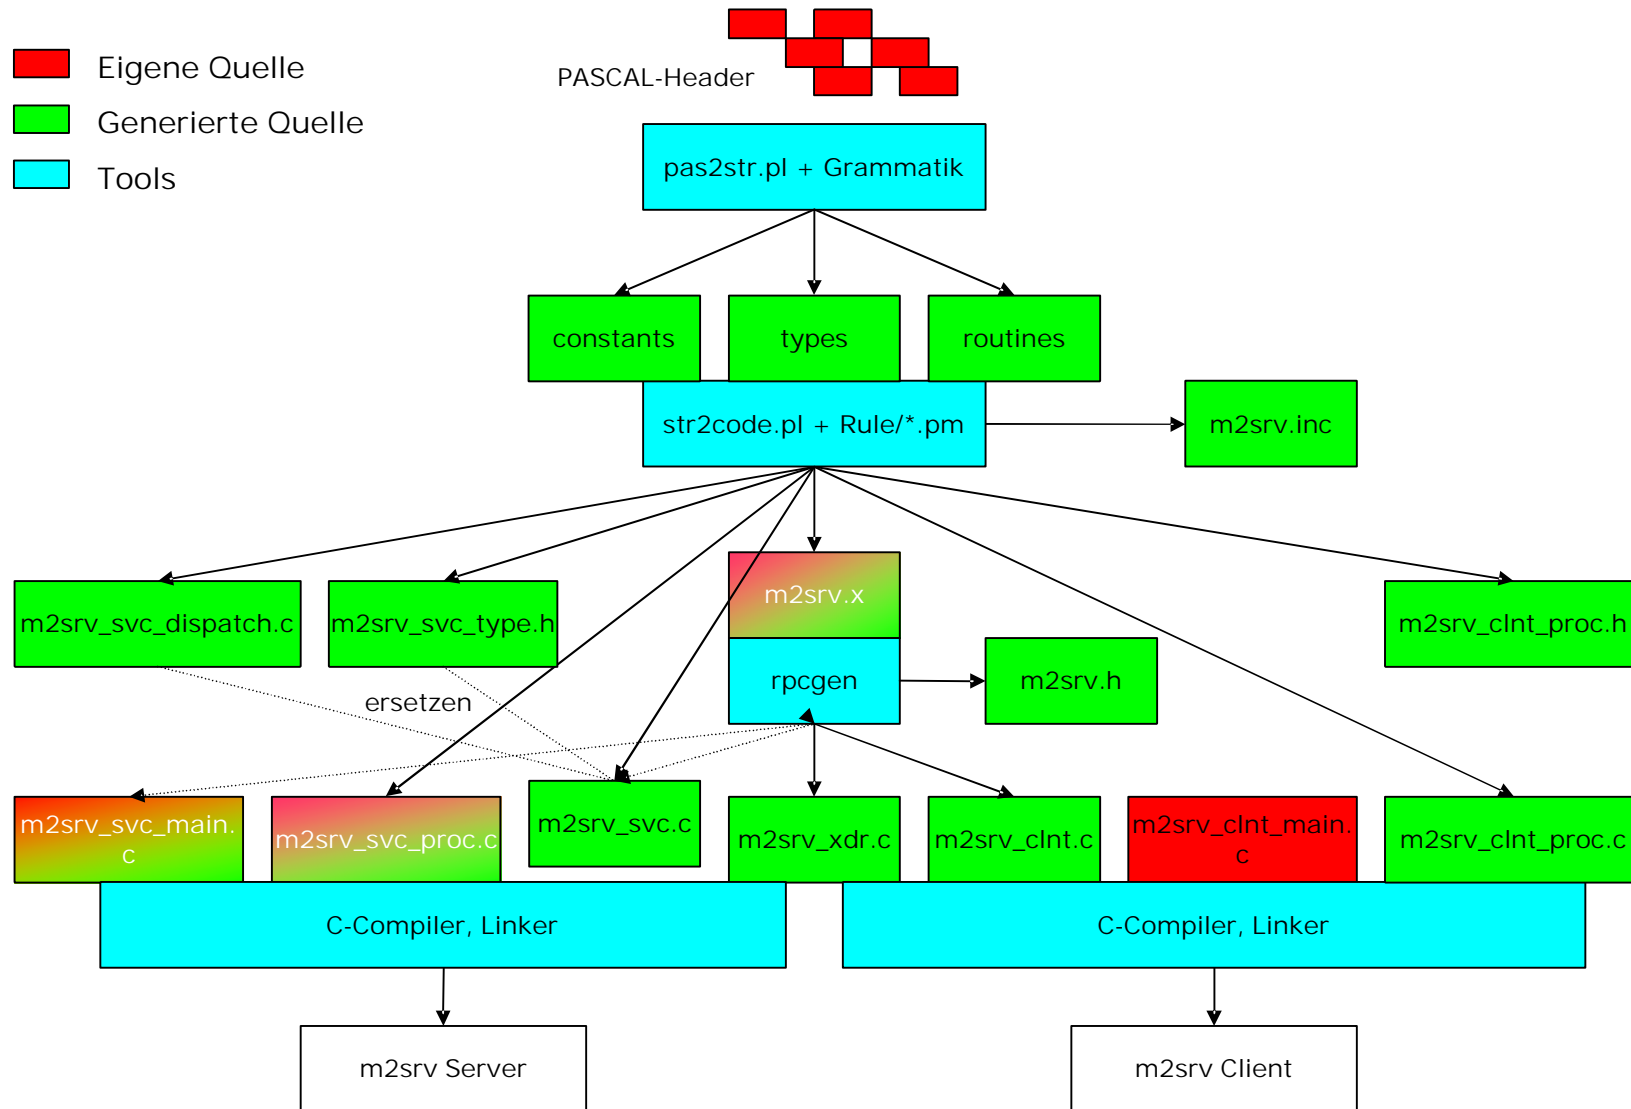 Eigene Quelle
PASCAL-Header
Generierte Quelle
Tools
pas2str.pl + Grammatik
constants
types
routines
str2code.pl + Rule/*.pm
m2srv.inc
m2srv_svc_dispatch.c
m2srv_svc_type.h
m2srv.x
m2srv_clnt_proc.h
rpcgen
m2srv.h
ersetzen
m2srv_svc_main.
c
m2srv_svc_proc.c
m2srv_svc.c
m2srv_xdr.c
m2srv_clnt.c
m2srv_clnt_main.
c
m2srv_clnt_proc.c
C-Compiler, Linker
C-Compiler, Linker
m2srv Server
m2srv Client